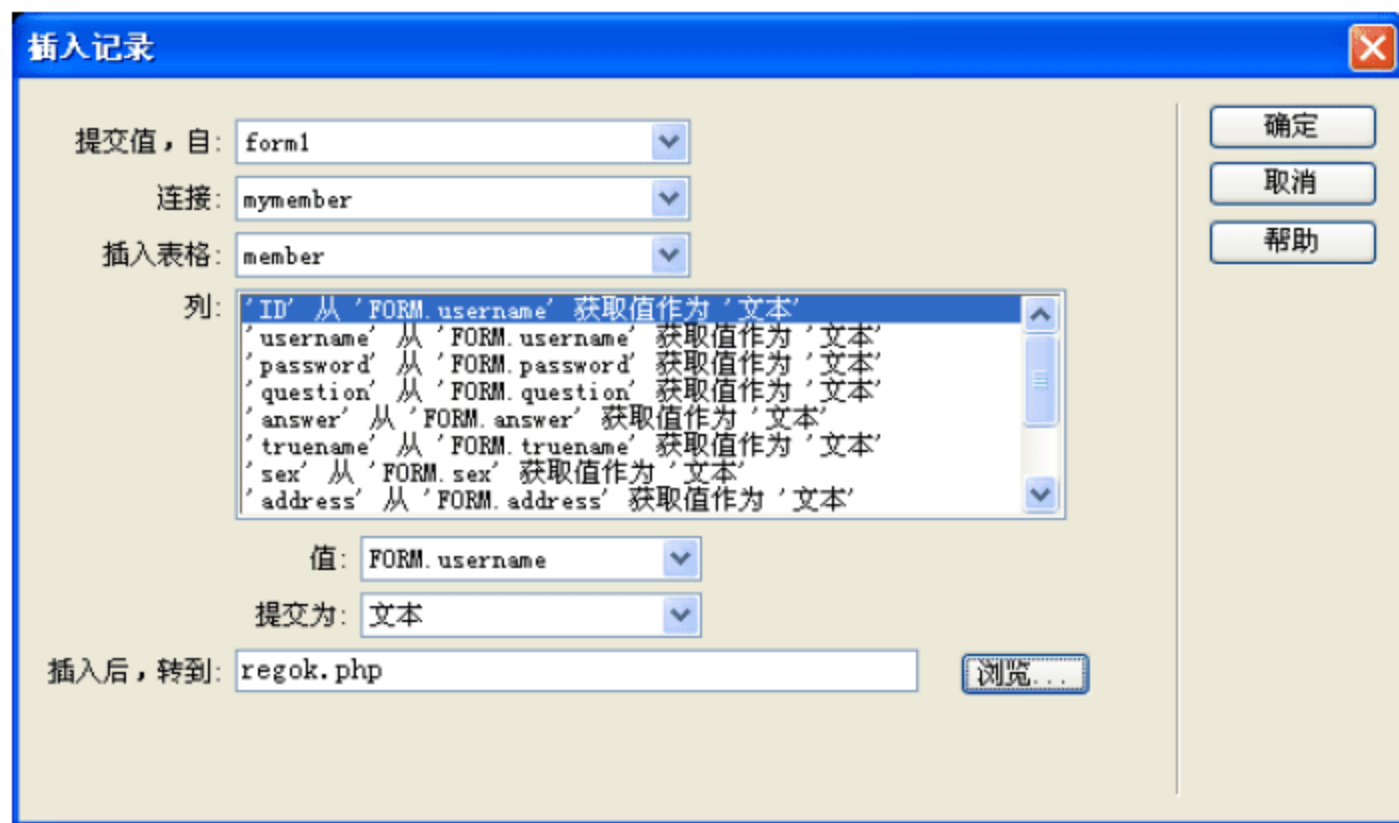 插入记录
提交值，自: form1
连接: mymember
插入表格: member
列: 'ID' 从 'FORM.username' 获取值作为 '文本'
'username' 从 'FORM.username' 获取值作为 '文本'
'password' 从 'FORM.password' 获取值作为 '文本'
'question' 从 'FORM.question' 获取值作为 '文本'
'answer' 从 'FORM.answer' 获取值作为 '文本'
'truename' 从 'FORM.truename' 获取值作为 '文本'
'sex' 从 'FORM.sex' 获取值作为 '文本'
'address' 从 'FORM.address' 获取值作为 '文本'
值: FORM.username
提交为: 文本
插入后，转到: regok.php
浏览...
确定
取消
帮助